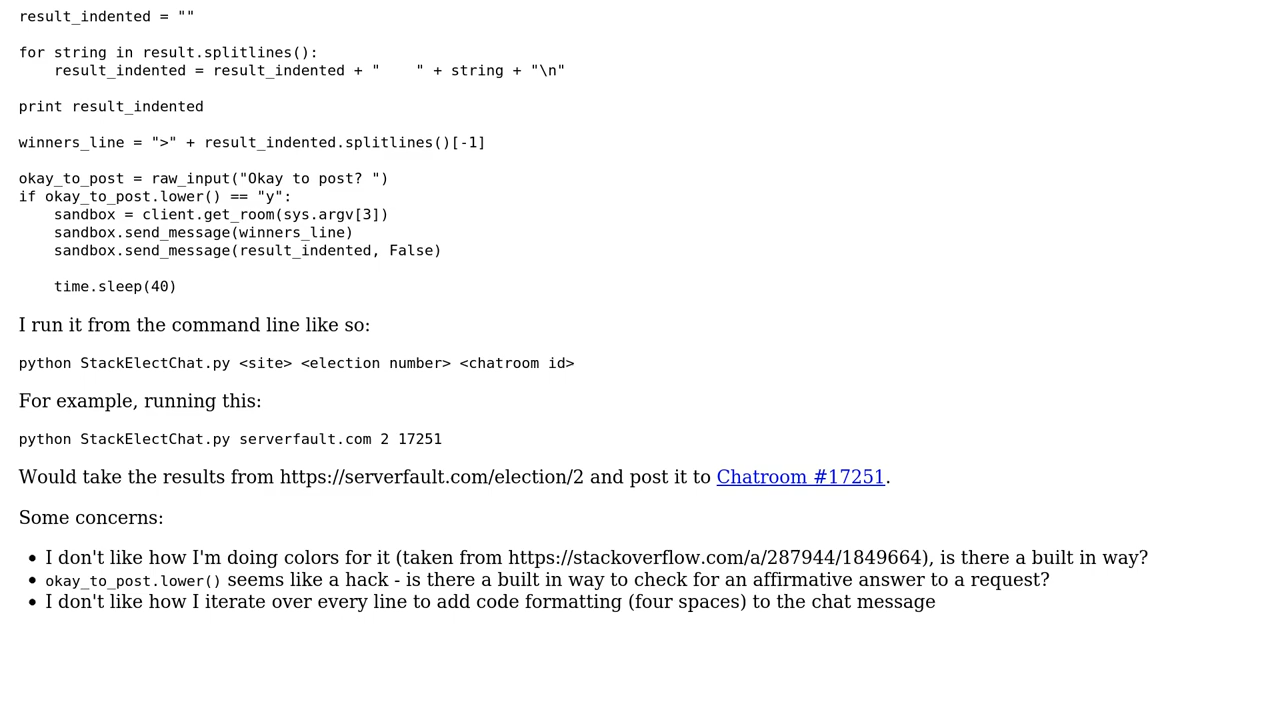 result_indented = ""
for string in result.splitlines():
    result_indented = result_indented + "    " + string + "\n"
print result_indented
winners_line = ">" + result_indented.splitlines()[-1]
okay_to_post = raw_input("Okay to post? ")
if okay_to_post.lower() == "y":
    sandbox = client.get_room(sys.argv[3])
    sandbox.send_message(winners_line)
    sandbox.send_message(result_indented, False)
    time.sleep(40)
I run it from the command line like so:
python StackElectChat.py <site> <election number> <chatroom id>
For example, running this:
python StackElectChat.py serverfault.com 2 17251
Would take the results from https://serverfault.com/election/2 and post it to Chatroom #17251.
Some concerns:
• I don't like how I'm doing colors for it (taken from https://stackoverflow.com/a/287944/1849664), is there a built in way?
• okay_to_post.lower() seems like a hack - is there a built in way to check for an affirmative answer to a request?
• I don't like how I iterate over every line to add code formatting (four spaces) to the chat message